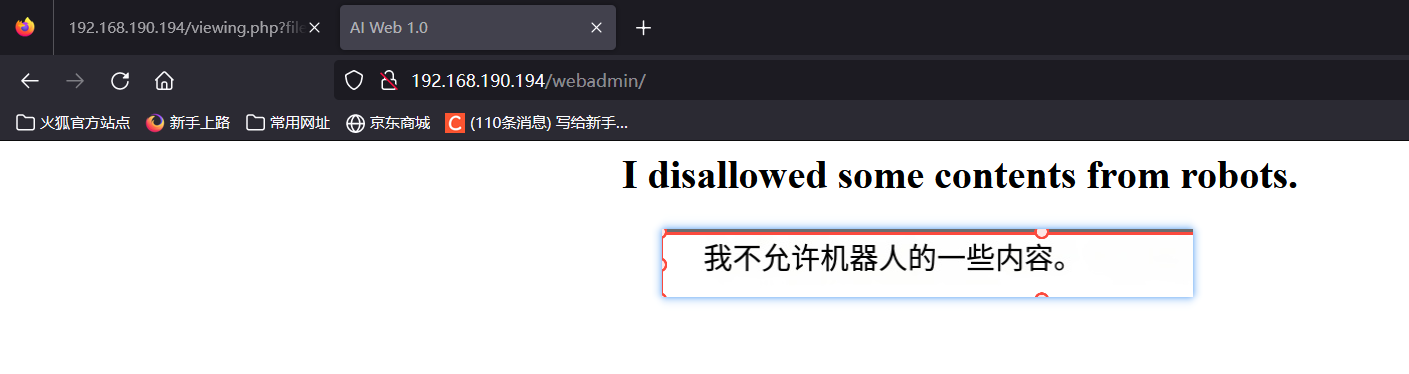 192.168.190.194/viewing.php?file
AI Web 1.0
192.168.190.194/webadmin/
火狐官方站点 新手上路 常用网址 京东商城 C (110条消息) 写给新手...
I disallowed some contents from robots.
我不允许机器人的一些内容。